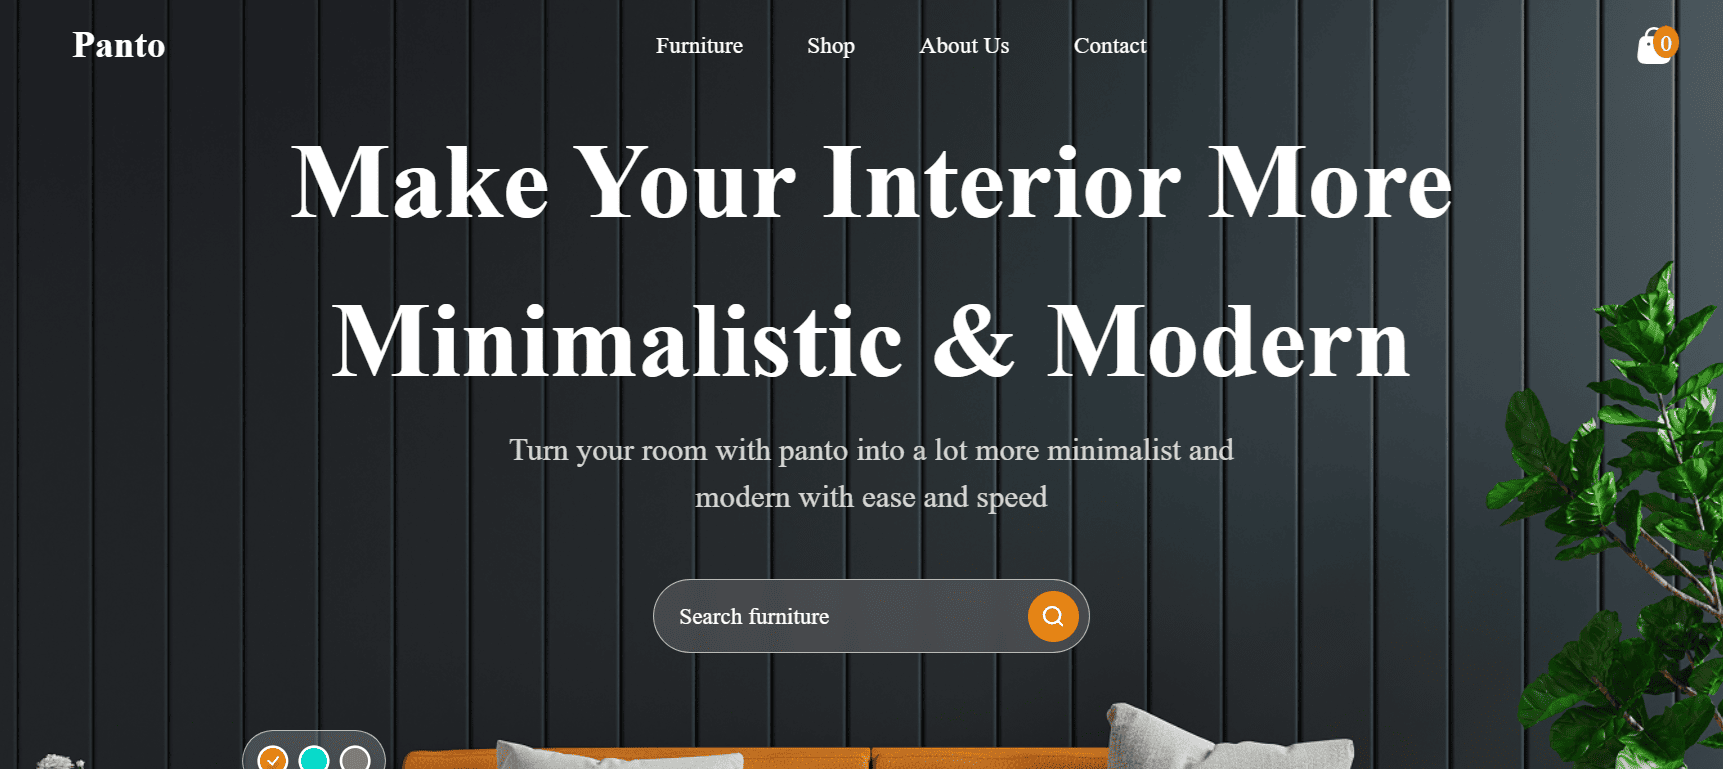 Panto
Furniture
Shop
About Us
Contact
0
Make Your Interior More
Minimalistic & Modern
Turn your room with panto into a lot more minimalist and
modern with ease and speed
Search furniture